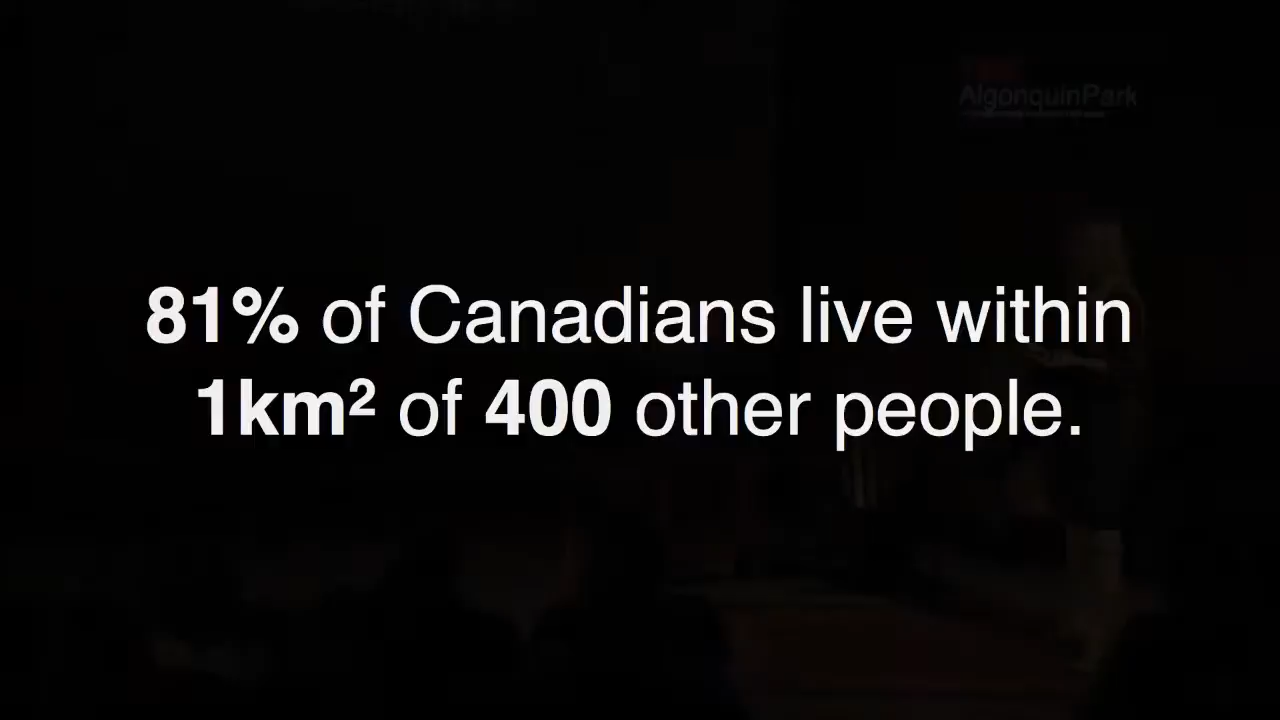 AlgonquinPark
81% of Canadians live within
1km² of 400 other people.